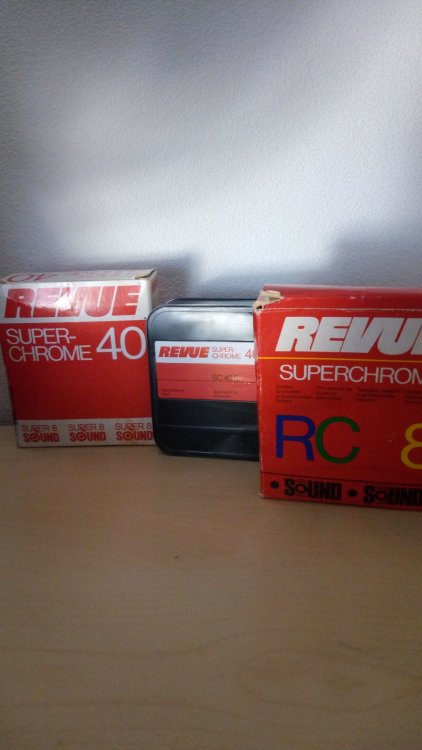 REVUE
SUPER-
CHROME 40
SUPER 8 SUPER 8 SUPER 8
SOUND SOUND SOUND
REVUE SUPER-
CHROME 40
SC 40
REVUE
SUPERCHROM
RC 8
SOUND • SOUND